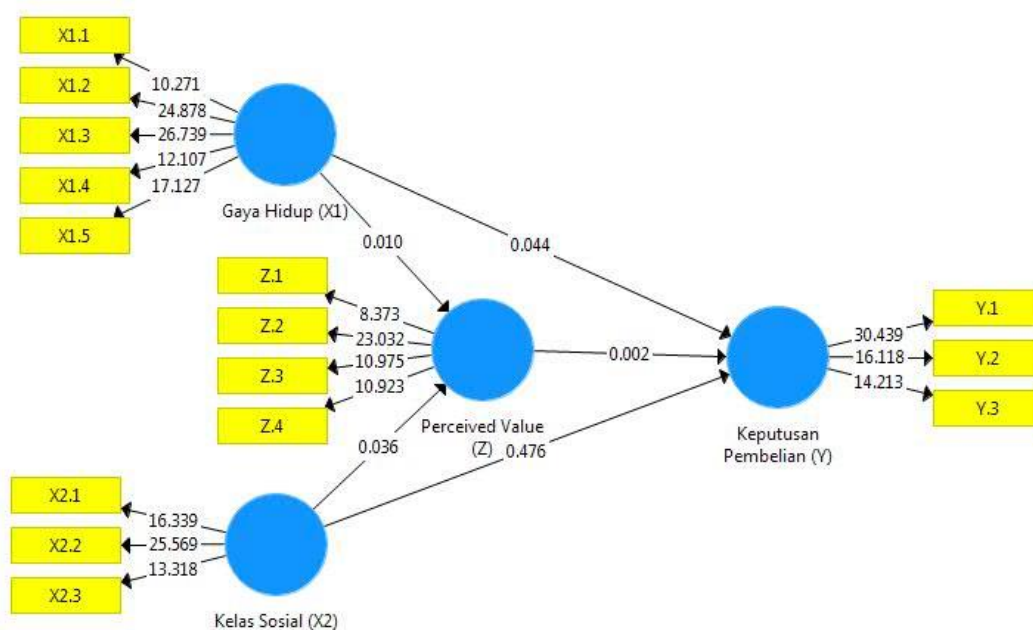 X1.1
X1.2
X1.3
X1.4
X1.5
10.271
24.878
26.739
12.107
17.127
Gaya Hidup (X1)
0.010
0.044
Z.1
Z.2
Z.3
Z.4
8.373
23.032
10.975
10.923
Perceived Value
(Z)
0.002
0.036
0.476
Y.1
Y.2
Y.3
30.439
16.118
14.213
Keputusan
Pembelian (Y)
X2.1
X2.2
X2.3
16.339
25.569
13.318
Kelas Sosial (X2)